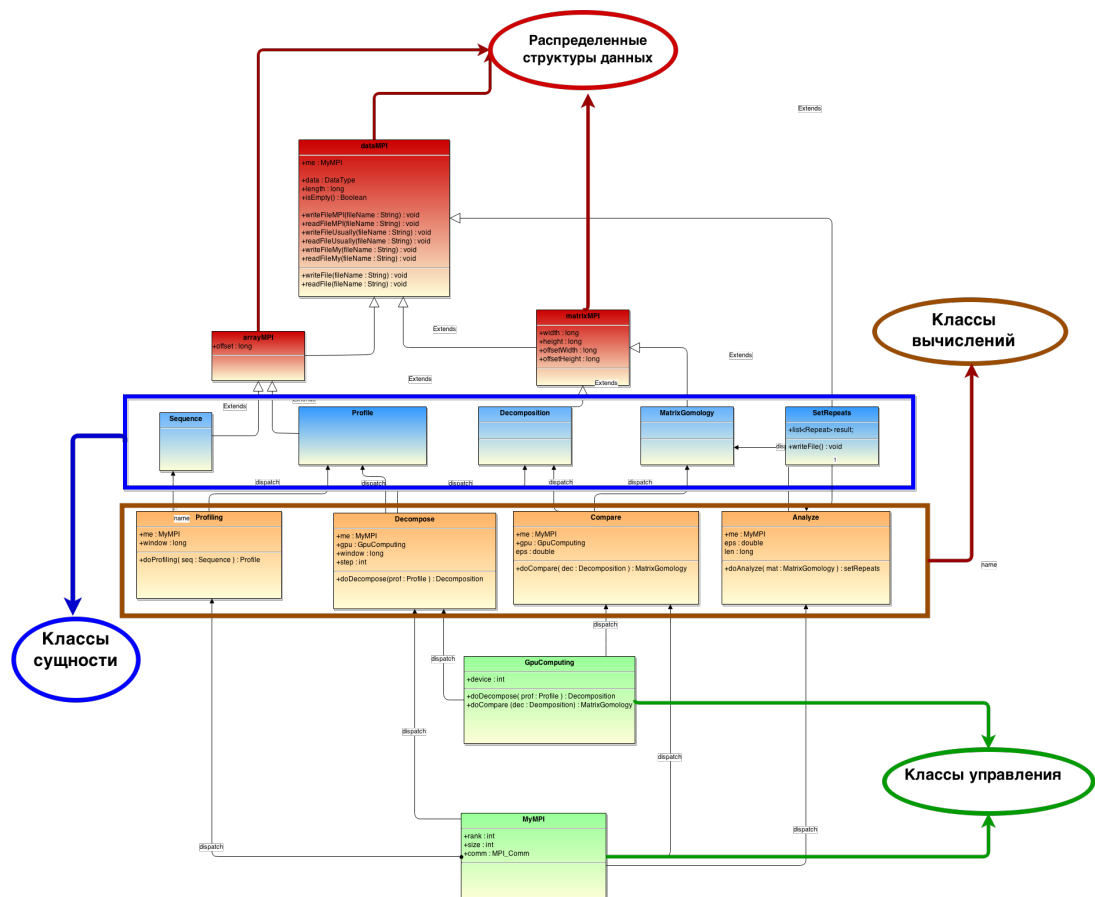 Распределенные
структуры данных
Extends
dataMPI
+me : MyMPI
+data : DataType
+length : long
+isEmpty() : Boolean
+writeFileMPI(fileName : String) : void
+readFileMPI(fileName : String) : void
+writeFileUsually(fileName : String) : void
+readFileUsually(fileName : String) : void
+writeFileMy(fileName : String) : void
+readFileMy(fileName : String) : void
+writeFile(fileName : String) : void
+readFile(fileName : String) : void
matrixMPI
+width : long
+height : long
+offsetWidth : long
+offsetHeight : long
arrayMPI
+offset : long
Extends
Классы
вычислений
Extends
Extends
Extends
Extends
Extends
Sequence
Profile
Decomposition
MatrixGomology
SetRepeats
+list<Repeat> result;
+writeFile() : void
1
dispatch
dispatch
dispatch
dispatch
dispatch
name
Profiling
+me : MyMPI
+window : long
+doProfiling( seq : Sequence ) : Profile
Decompose
+me : MyMPI
+gpu : GpuComputing
+window : long
+step : int
+doDecompose(prof : Profile ) : Decomposition
Compare
+me : MyMPI
+gpu : GpuComputing
eps : double
+doCompare( dec : Decomposition ) : MatrixGomology
Analyze
+me : MyMPI
eps : double
len : long
+doAnalyze( mat : MatrixGomology ) : setRepeats
name
Классы
сущности
dispatch
dispatch
GpuComputing
+device : int
+doDecompose( prof : Profile ) : Decomposition
+doCompare (dec : Deomposition) : MatrixGomology
dispatch
dispatch
Классы управления
MyMPI
+rank : int
+size : int
+comm : MPI_Comm
dispatch
dispatch